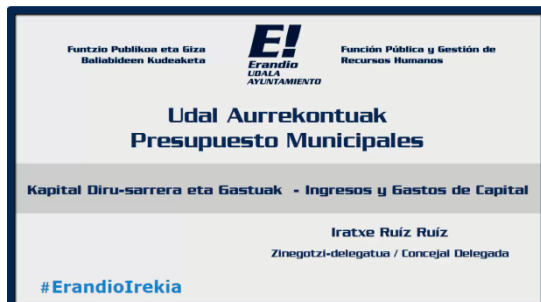 Funtzio Publikoa eta Giza
Baliabideen Kudeaketa
E!
Erandio
UDALA
AYUNTAMIENTO
Función Pública y Gestión de
Recursos Humanos
Udal Aurrekontuak
Presupuesto Municipales
Kapital Diru-sarrera eta Gastuak - Ingresos y Gastos de Capital
Iratxe Ruíz Ruíz
Zinegotzi-delegatua / Concejal Delegada
#ErandioIrekia